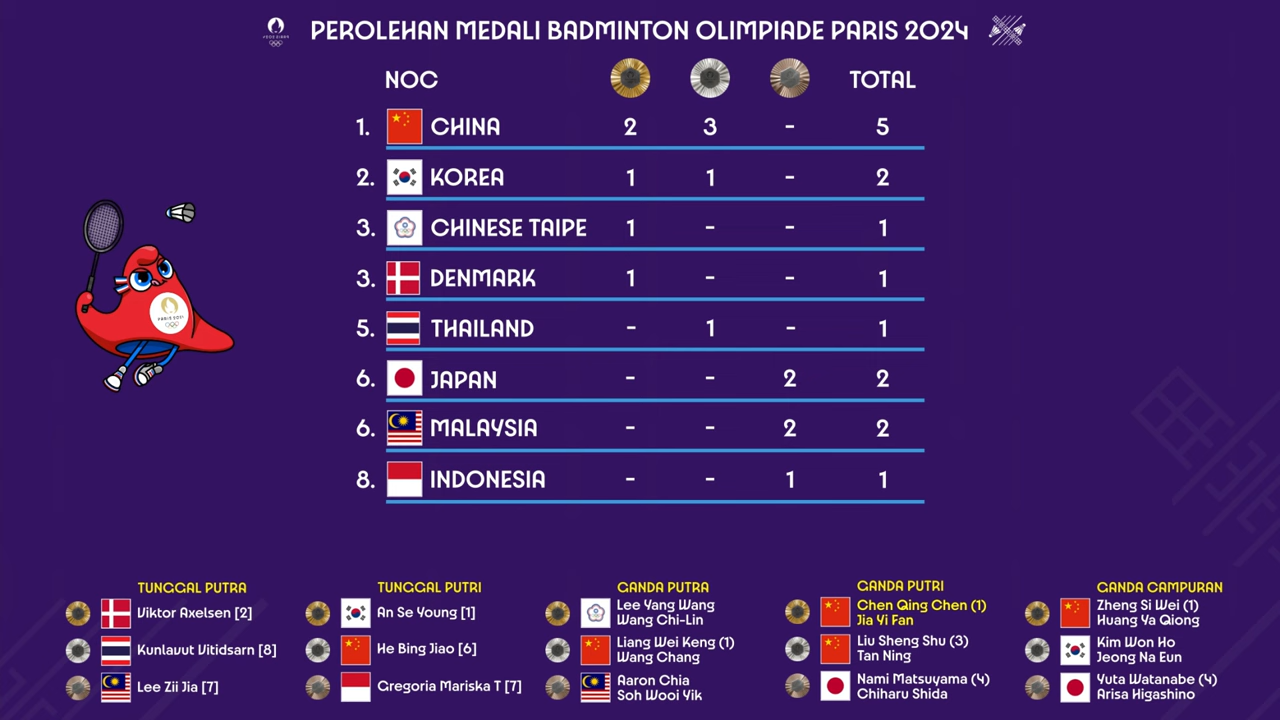 PEROLEHAN MEDALI BADMINTON OLIMPIADE PARIS 2024
NOC TOTAL
1. CHINA 2 3 - 5
2. KOREA 1 1 - 2
3. CHINESE TAIPE 1 - - 1
3. DENMARK 1 - - 1
5. THAILAND - 1 - 1
6. JAPAN - - 2 2
6. MALAYSIA - - 2 2
8. INDONESIA - - 1 1
TUNGGAL PUTRA
Viktor Axelsen [2]
Kunlavut Vitidsarn [8]
Lee Zii Jia [7]
TUNGGAL PUTRI
An Se Young [1]
He Bing Jiao [6]
Gregoria Mariska T [7]
GANDA PUTRA
Lee Yang Wang
Wang Chi-Lin
Liang Wei Keng (1)
Wang Chang
Aaron Chia
Soh Wooi Yik
GANDA PUTRI
Chen Qing Chen (1)
Jia Yi Fan
Liu Sheng Shu (3)
Tan Ning
Nami Matsuyama (4)
Chiharu Shida
GANDA CAMPURAN
Zheng Si Wei (1)
Huang Ya Qiong
Kim Won Ho
Jeong Na Eun
Yuta Watanabe (4)
Arisa Higashino